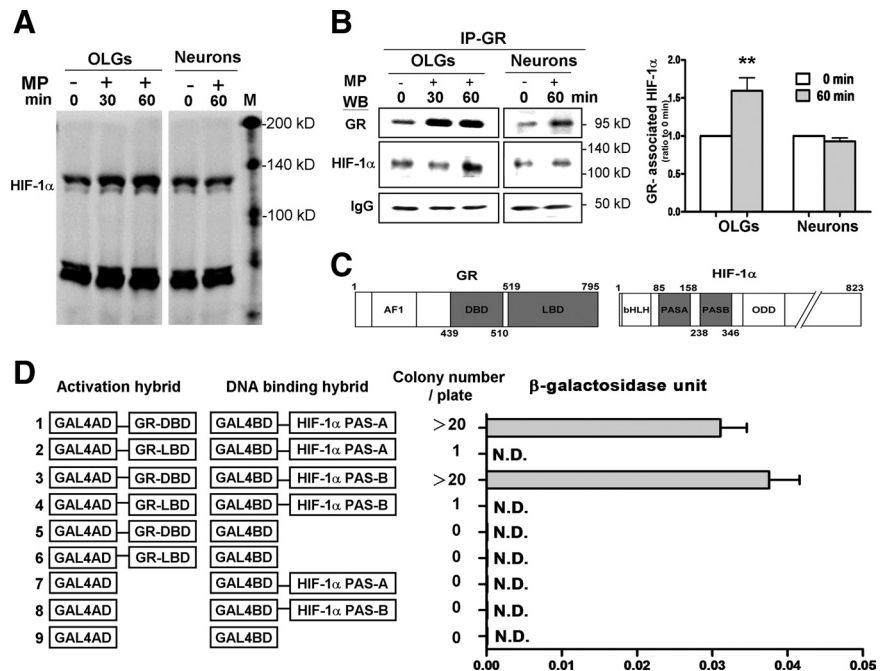 A
OLGs Neurons
MP - + + - +
min 0 30 60 0 60 M
-200 kD
-140 kD
HIF-1α
-100 kD
B
IP-GR
OLGs Neurons
MP - + + - +
WB 0 30 60 0 60 min
GR - 95 kD
- 140 kD
HIF-1α
- 100 kD
IgG - 50 kD
GR- associated HIF-1α
(ratio to 0 min)
2.0
1.5
1.0
0.5
0.0
**
0 min
60 min
OLGs Neurons
C
GR
1 519 795
AF1 DBD LBD
439 510
HIF-1α
1 85 158 823
bHLH PASA PASB ODD
238 346
D
Activation hybrid DNA binding hybrid Colony number
/ plate
β-galactosidase unit
1 GAL4AD GR-DBD GAL4BD HIF-1α PAS-A >20
2 GAL4AD GR-LBD GAL4BD HIF-1α PAS-A 1 N.D.
3 GAL4AD GR-DBD GAL4BD HIF-1α PAS-B >20
4 GAL4AD GR-LBD GAL4BD HIF-1α PAS-B 1 N.D.
5 GAL4AD GR-DBD GAL4BD 0 N.D.
6 GAL4AD GR-LBD GAL4BD 0 N.D.
7 GAL4AD GAL4BD HIF-1α PAS-A 0 N.D.
8 GAL4AD GAL4BD HIF-1α PAS-B 0 N.D.
9 GAL4AD GAL4BD 0 N.D.
0.00 0.01 0.02 0.03 0.04 0.05